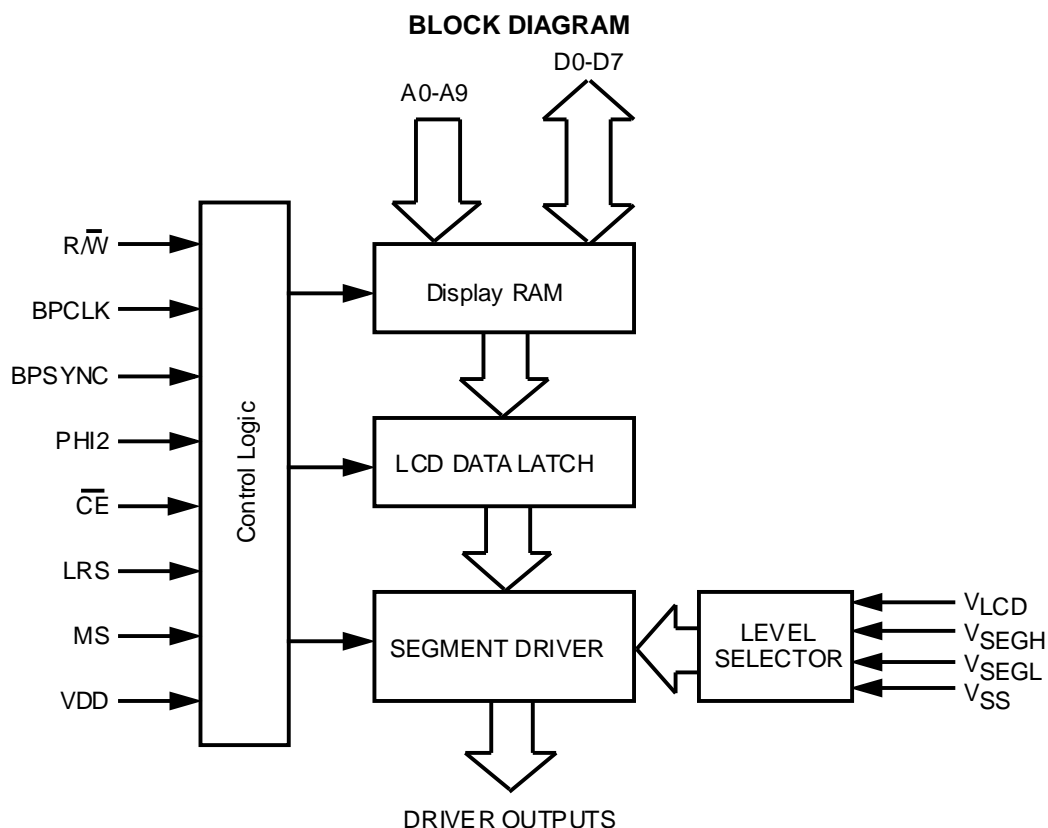 BLOCK DIAGRAM
D0-D7
A0-A9
R/W̅
BPCLK
BPSYNC
PHI2
C̅E̅
LRS
MS
VDD
Control Logic
Display RAM
LCD DATA LATCH
SEGMENT DRIVER
LEVEL
SELECTOR
VLCD
VSEGH
VSEGL
VSS
DRIVER OUTPUTS